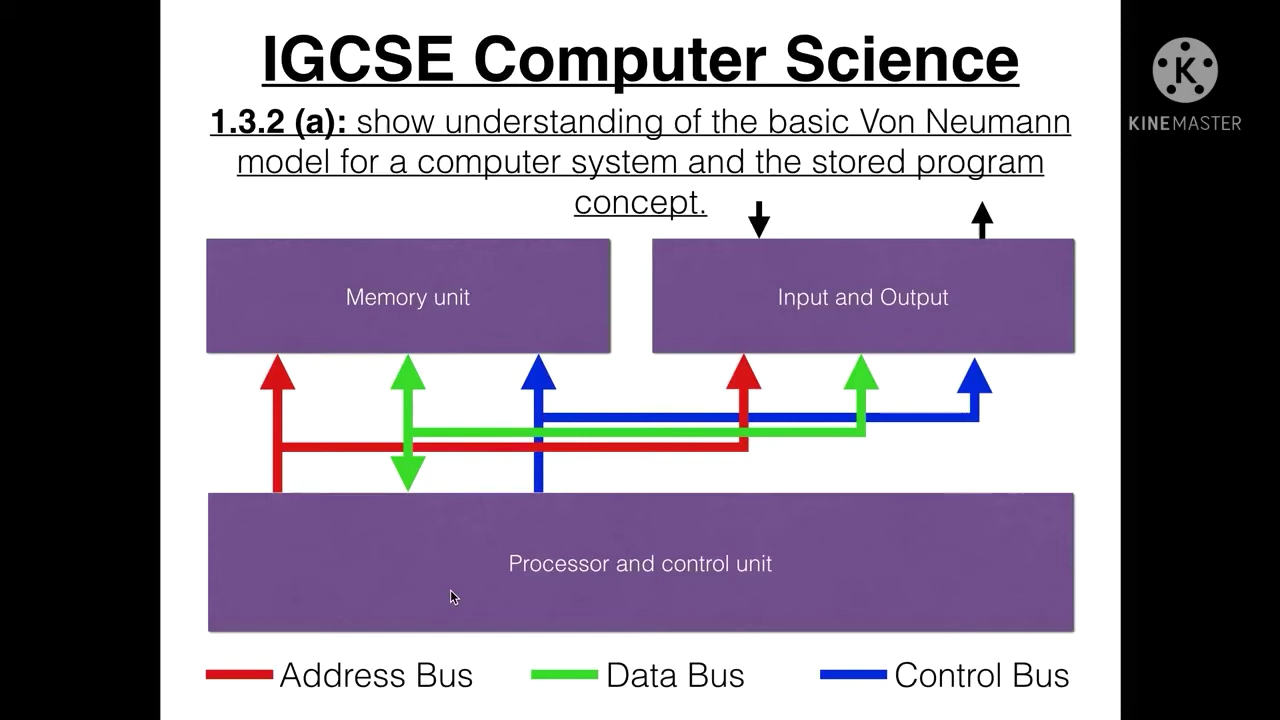 IGCSE Computer Science
K
KINEMASTER
1.3.2 (a): show understanding of the basic Von Neumann
model for a computer system and the stored program
concept.
Memory unit
Input and Output
Processor and control unit
Address Bus
Data Bus
Control Bus